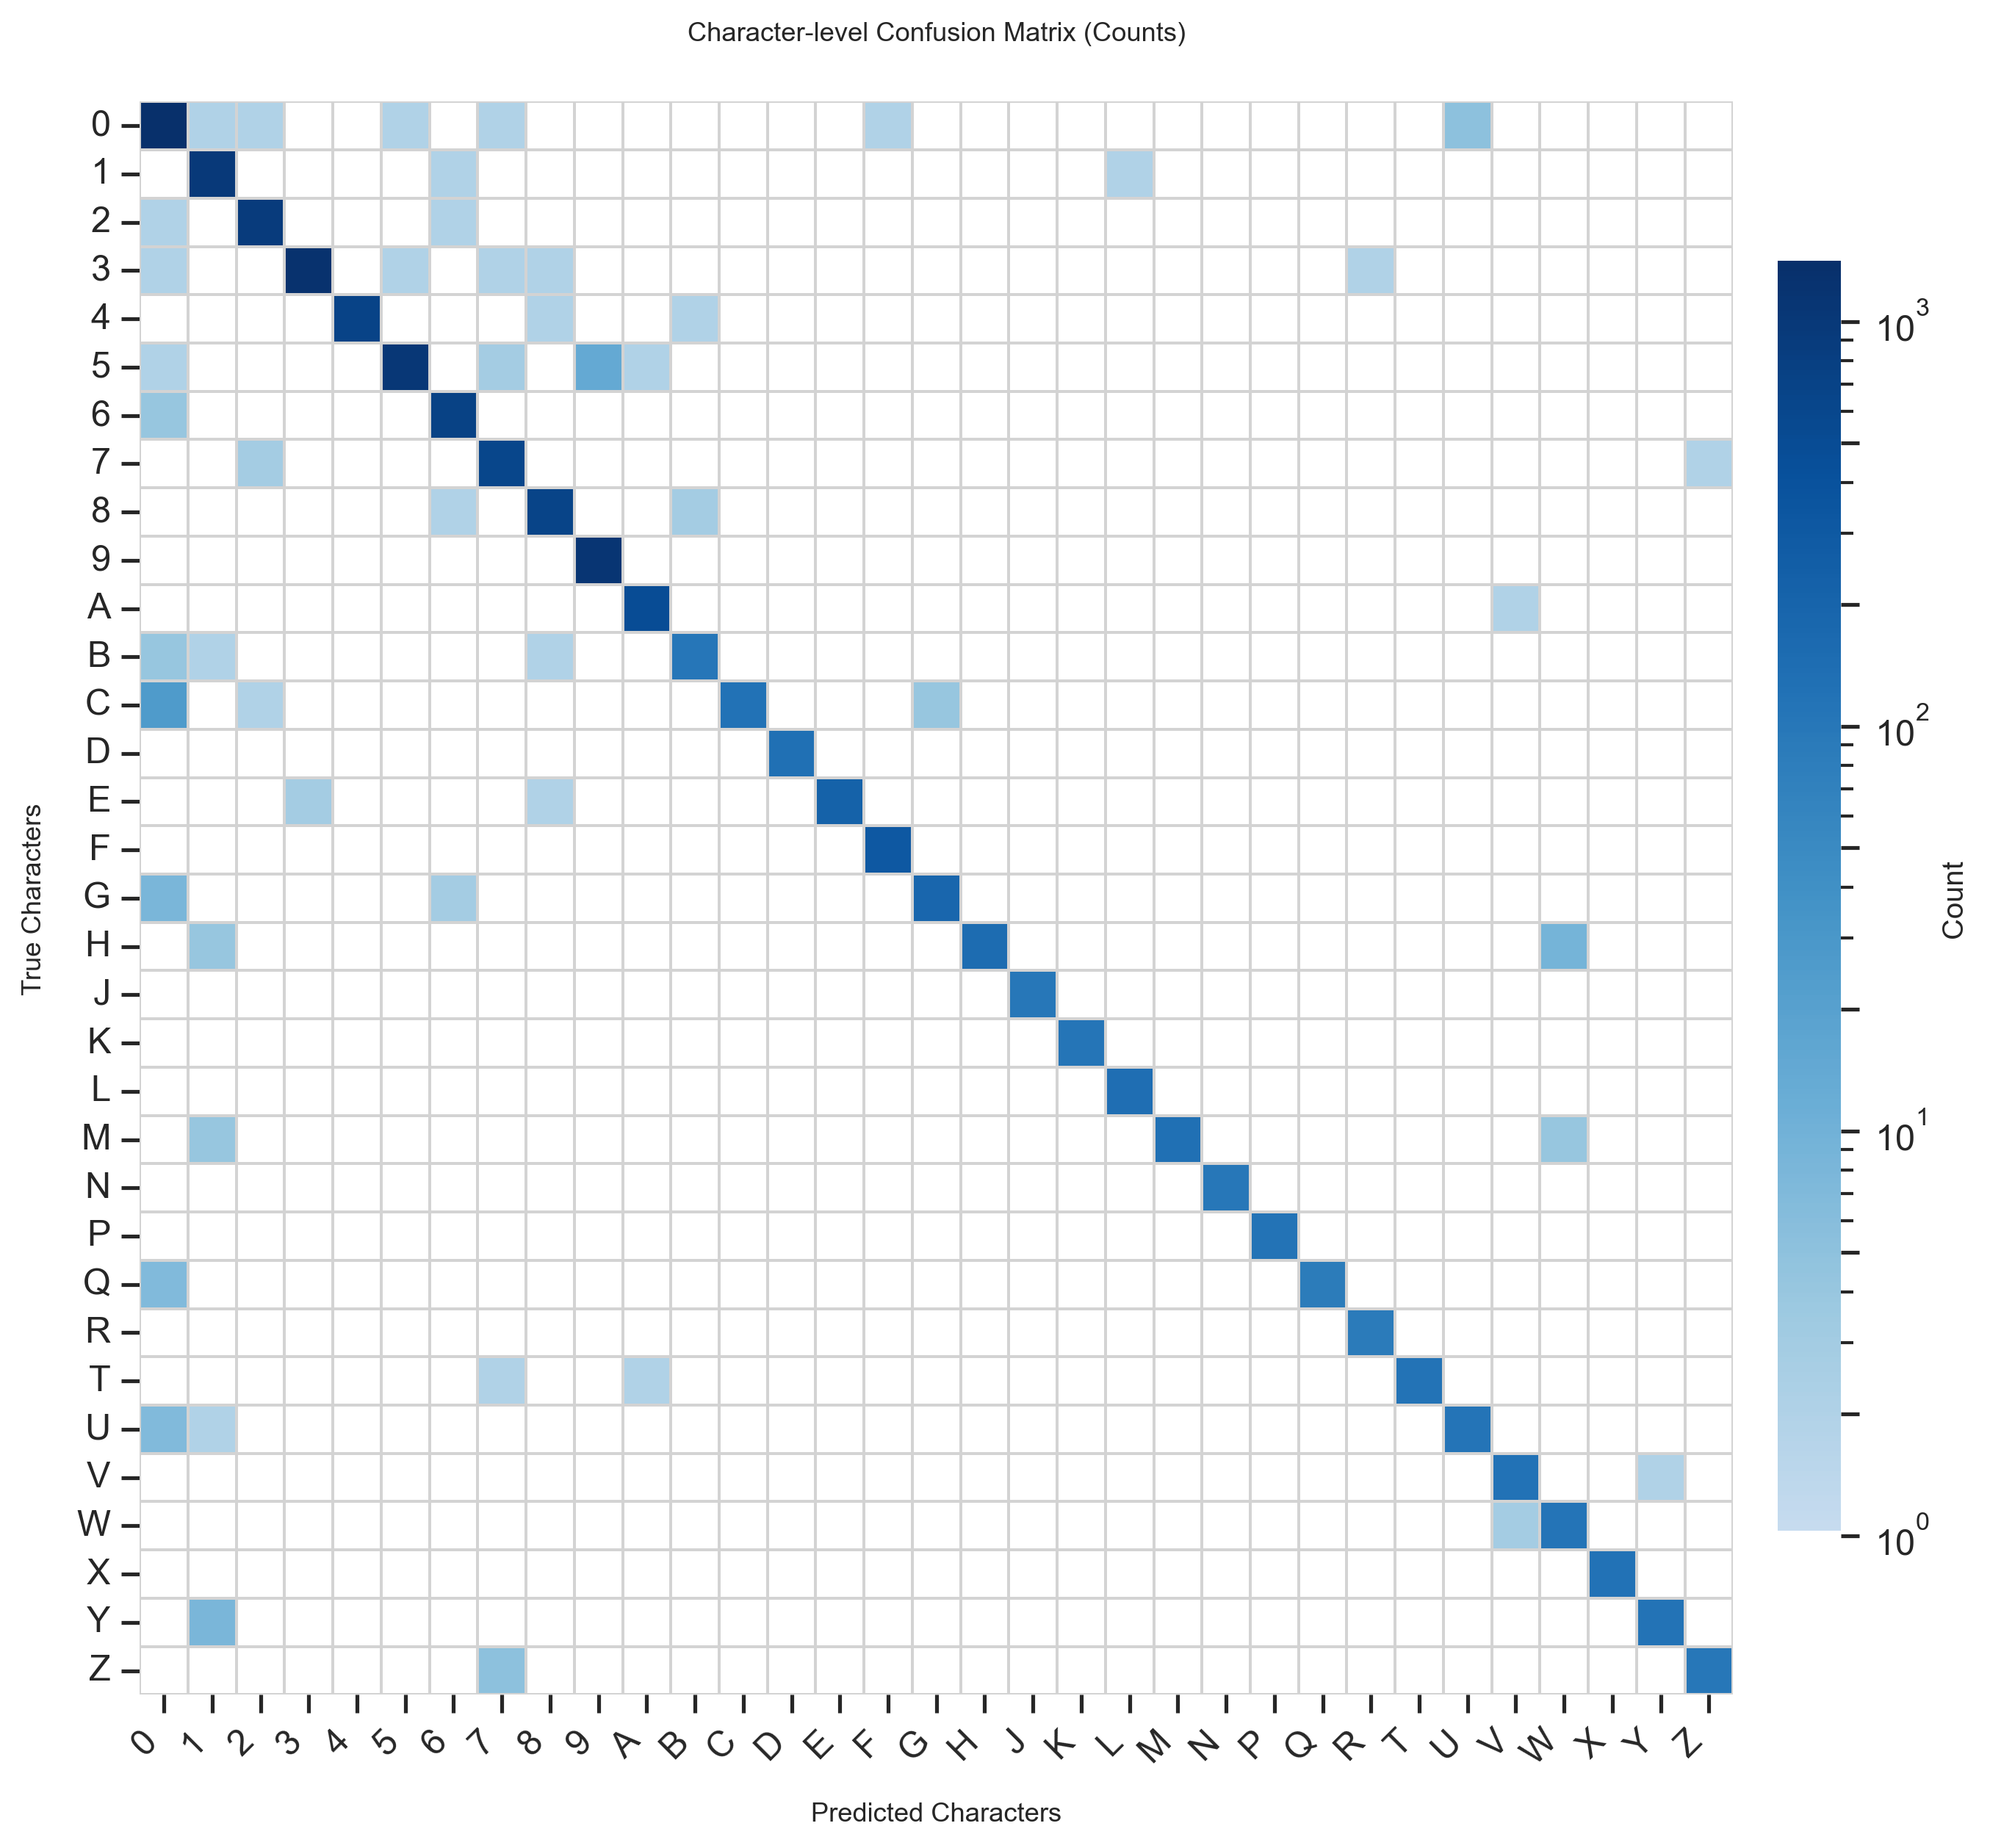 Character-level Confusion Matrix (Counts)
True Characters
0
1
2
3
4
5
6
7
8
9
A
B
C
D
E
F
G
H
J
K
L
M
N
P
Q
R
T
U
V
W
X
Y
Z
0 1 2 3 4 5 6 7 8 9 A B C D E F G H J K L M N P Q R T U V W X Y Z
Predicted Characters
10³
10²
10¹
10⁰
Count